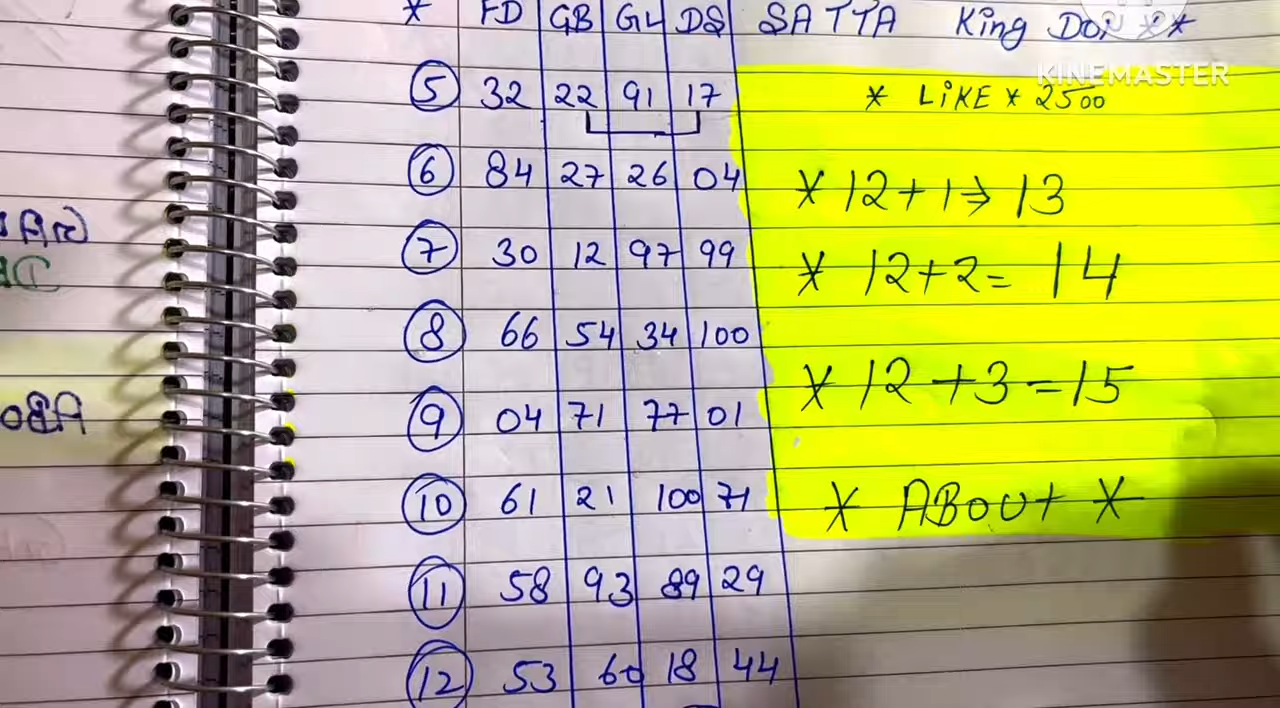 * FD GB GL DS SATTA King DON **
KINEMASTER
5 32 22 91 17 * LIKE * 2500
6 84 27 26 04 * 12+1⇒13
7 30 12 97 99 * 12+2=14
8 66 54 34 100
* 12+3=15
9 04 71 77 01
10 61 21 100 71 * ABOUt *
11 58 93 89 29
12 53 60 18 44